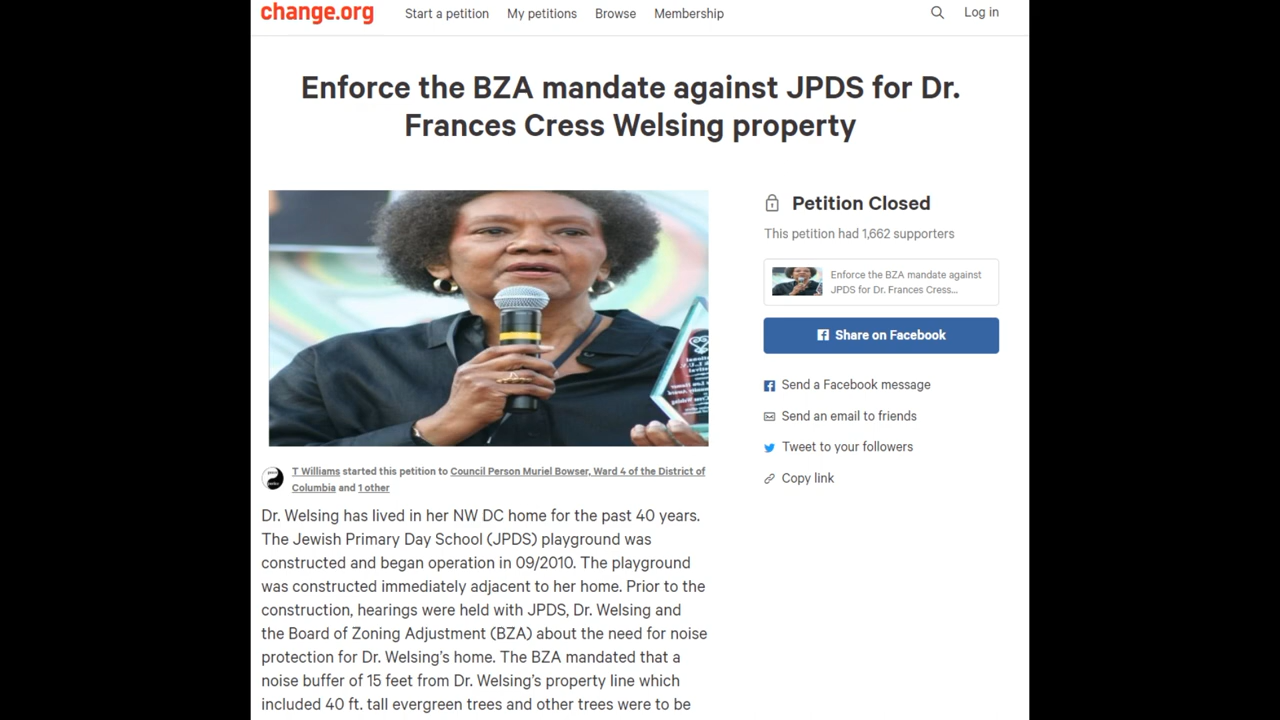 change.org
Start a petition
My petitions
Browse
Membership
Log in
Enforce the BZA mandate against JPDS for Dr.
Frances Cress Welsing property
Petition Closed
This petition had 1,662 supporters
Enforce the BZA mandate against
JPDS for Dr. Frances Cress...
Share on Facebook
Send a Facebook message
Send an email to friends
Tweet to your followers
Copy link
T Williams started this petition to Council Person Muriel Bowser, Ward 4 of the District of
Columbia and 1 other
Dr. Welsing has lived in her NW DC home for the past 40 years.
The Jewish Primary Day School (JPDS) playground was
constructed and began operation in 09/2010. The playground
was constructed immediately adjacent to her home. Prior to the
construction, hearings were held with JPDS, Dr. Welsing and
the Board of Zoning Adjustment (BZA) about the need for noise
protection for Dr. Welsing’s home. The BZA mandated that a
noise buffer of 15 feet from Dr. Welsing’s property line which
included 40 ft. tall evergreen trees and other trees were to be